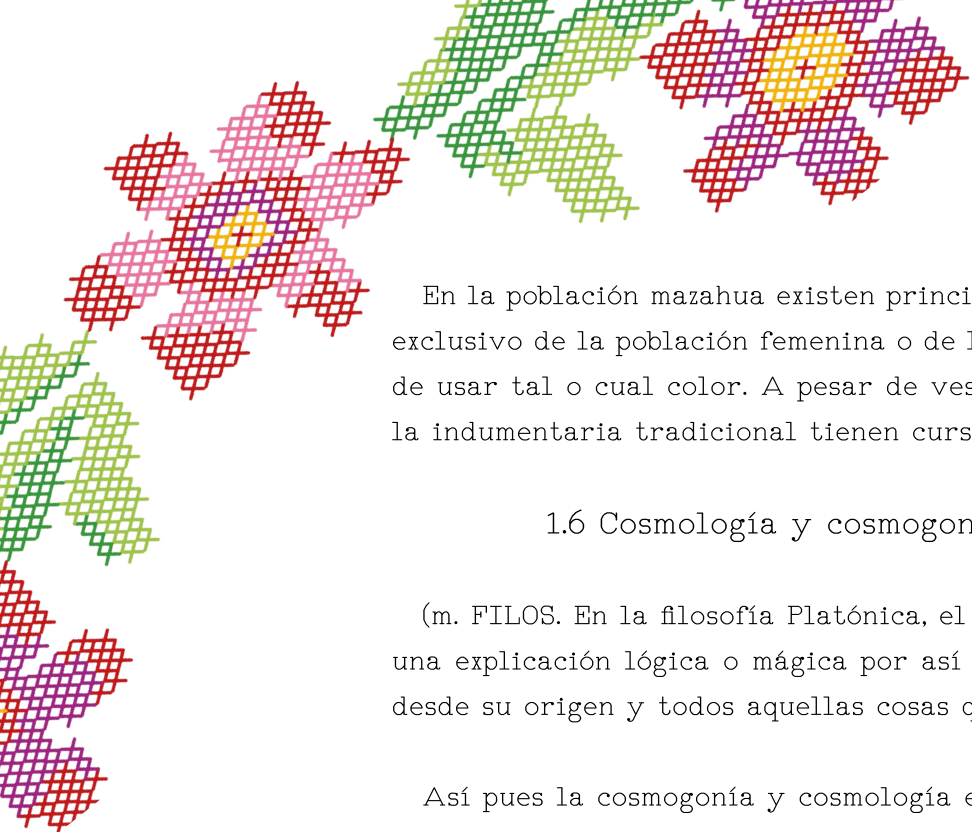 En la población mazahua existen princi
exclusivo de la población femenina o de l
de usar tal o cual color. A pesar de ves
la indumentaria tradicional tienen curs
1.6 Cosmología y cosmogon
(m. FILOS. En la filosofía Platónica, el
una explicación lógica o mágica por así
desde su origen y todos aquellas cosas q
Así pues la cosmogonía y cosmología e